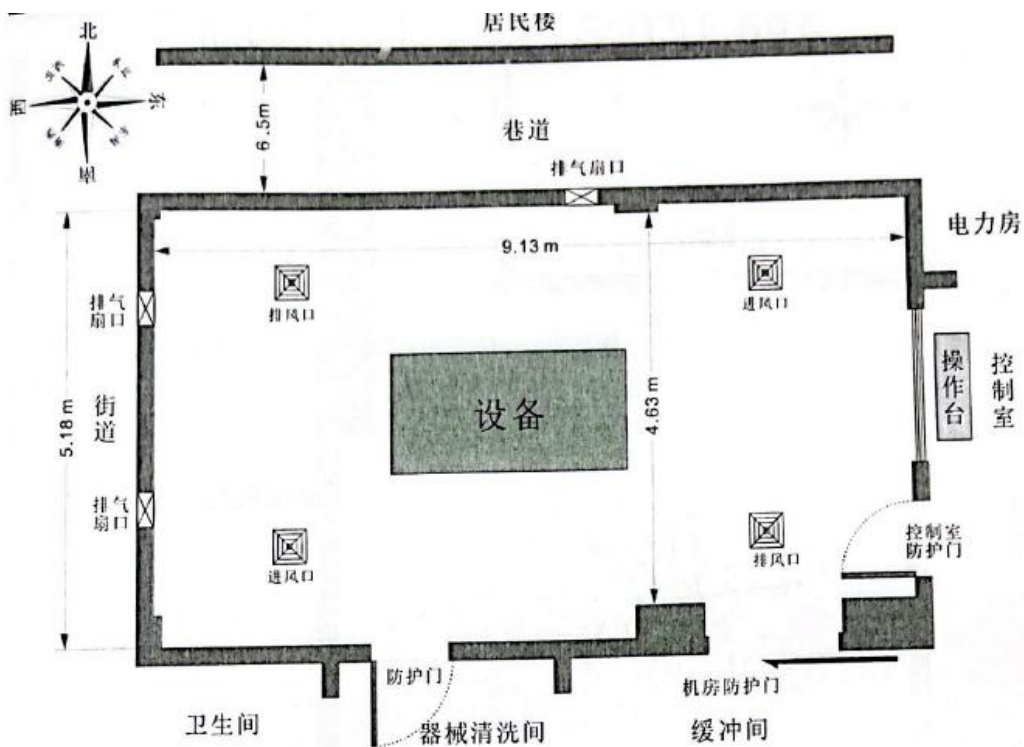 居民楼
北
西
东
6.5m
巷道
排气扇口
电力房
9.13 m
排风口
进风口
排气
扇口
设备
4.63 m
操作台
控制室
街道
5.18 m
排气
扇口
进风口
排风口
控制室
防护门
防护门
机房防护门
卫生间
器械清洗间
缓冲间